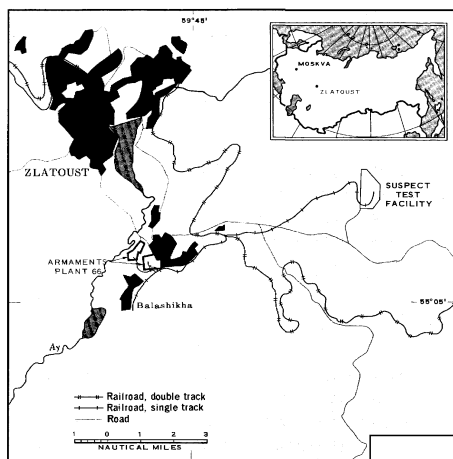 59°45'
MOSKVA
ZLATOUST
ZLATOUST
SUSPECT
TEST
FACILITY
ARMAMENTS
PLANT 66
55°05'
Balashikha
Ay
Railroad, double track
Railroad, single track
Road
1 0 1 2 3
NAUTICAL MILES